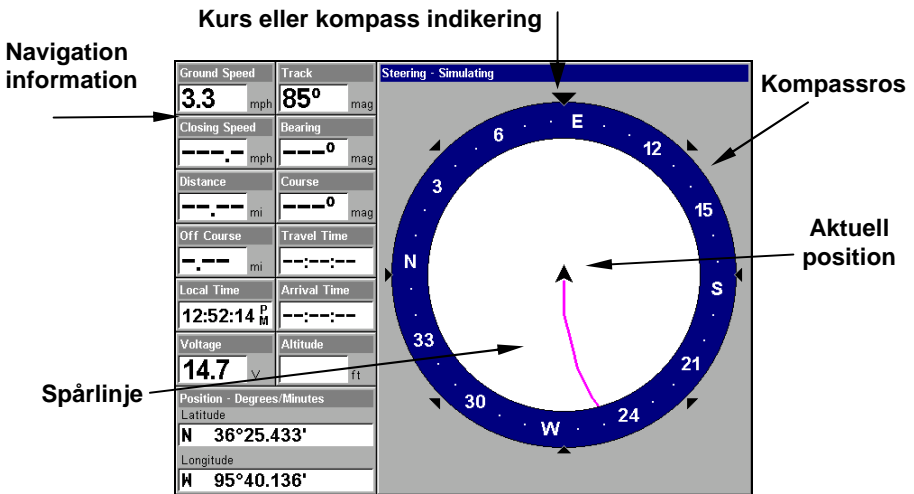 Kurs eller kompass indikering
Navigation
information
Ground Speed
3.3 mph
Track
85º mag
Steering - Simulating
Kompassros
Closing Speed
---.- mph
Bearing
---º mag
Distance
--.-- mi
Course
---º mag
Off Course
-.-- mi
Travel Time
--:--:--
Local Time
12:52:14 PM
Arrival Time
--:--:--
Voltage
14.7 V
Altitude
ft
Position - Degrees/Minutes
Latitude
N 36°25.433'
Longitude
W 95°40.136'
E
12
15
S
21
24
W
30
33
N
3
6
Aktuell
position
Spårlinje